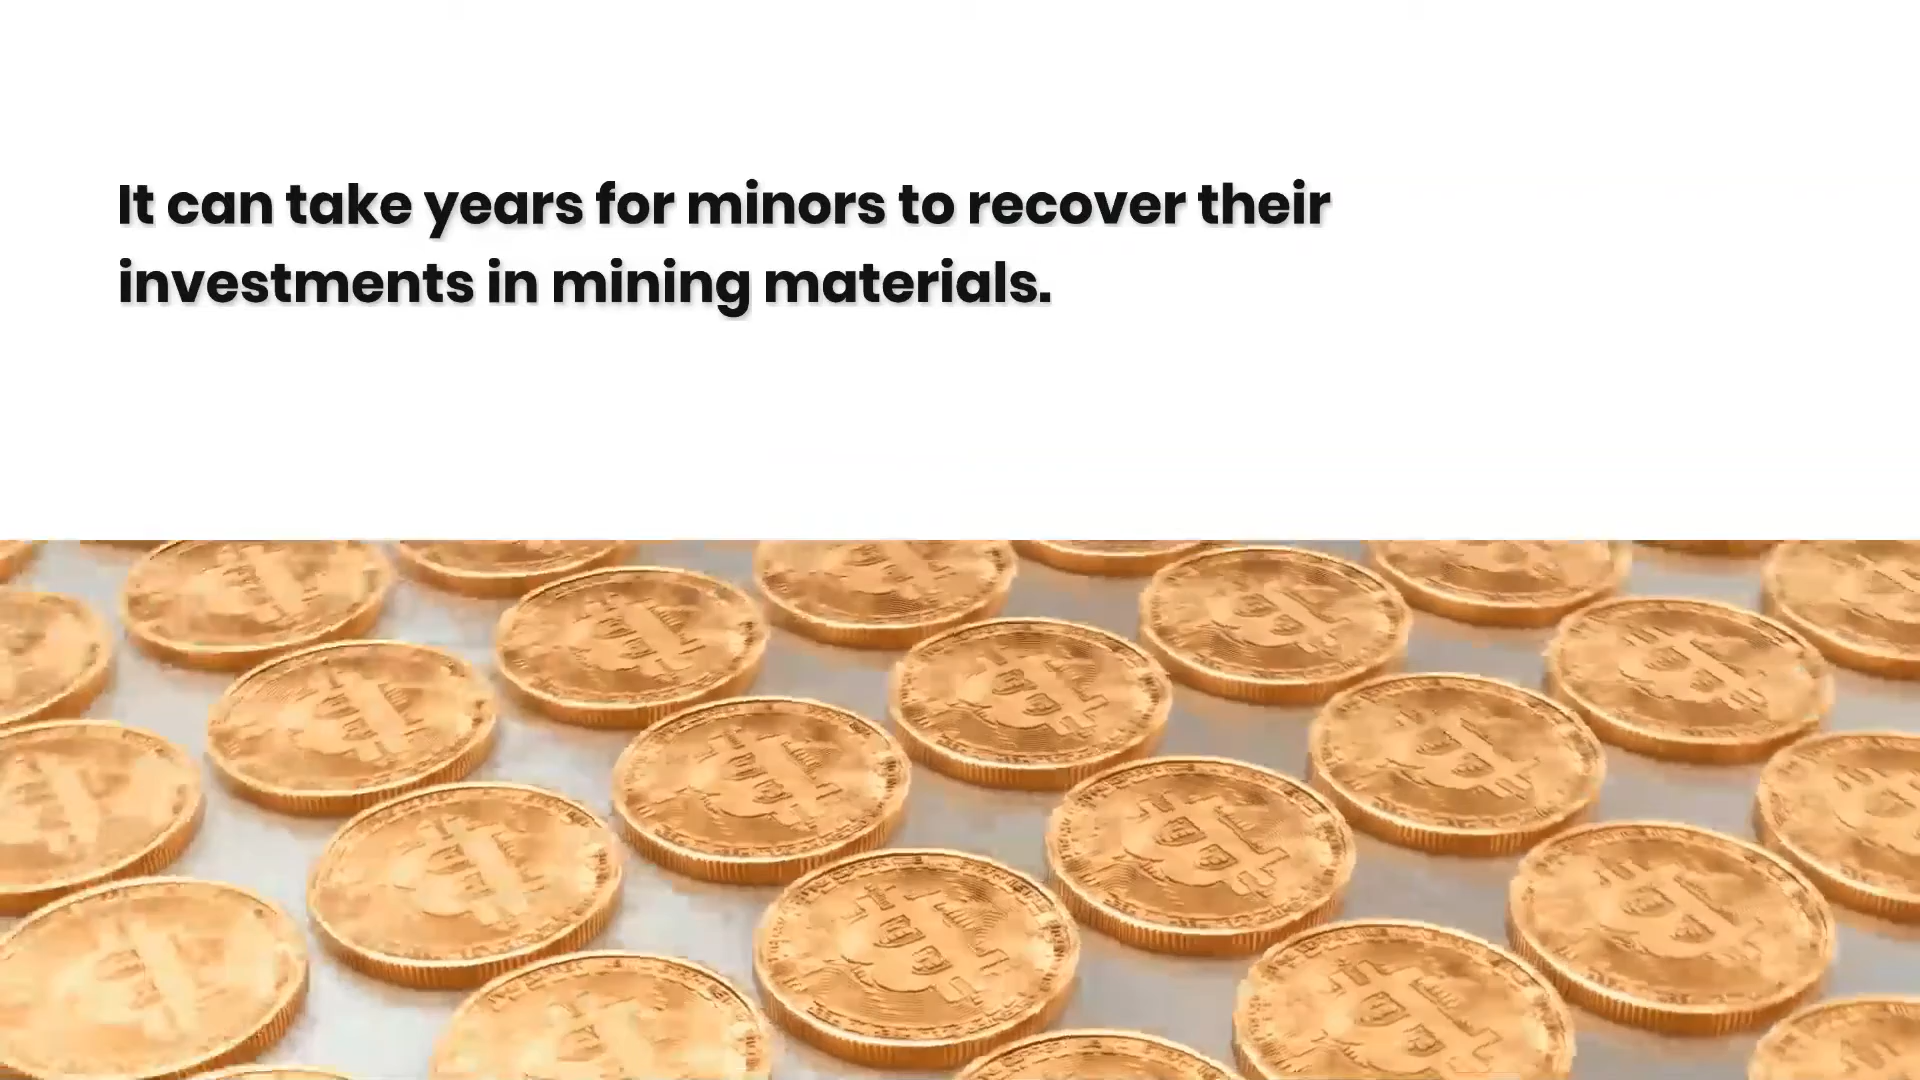 It can take years for minors to recover their
investments in mining materials.